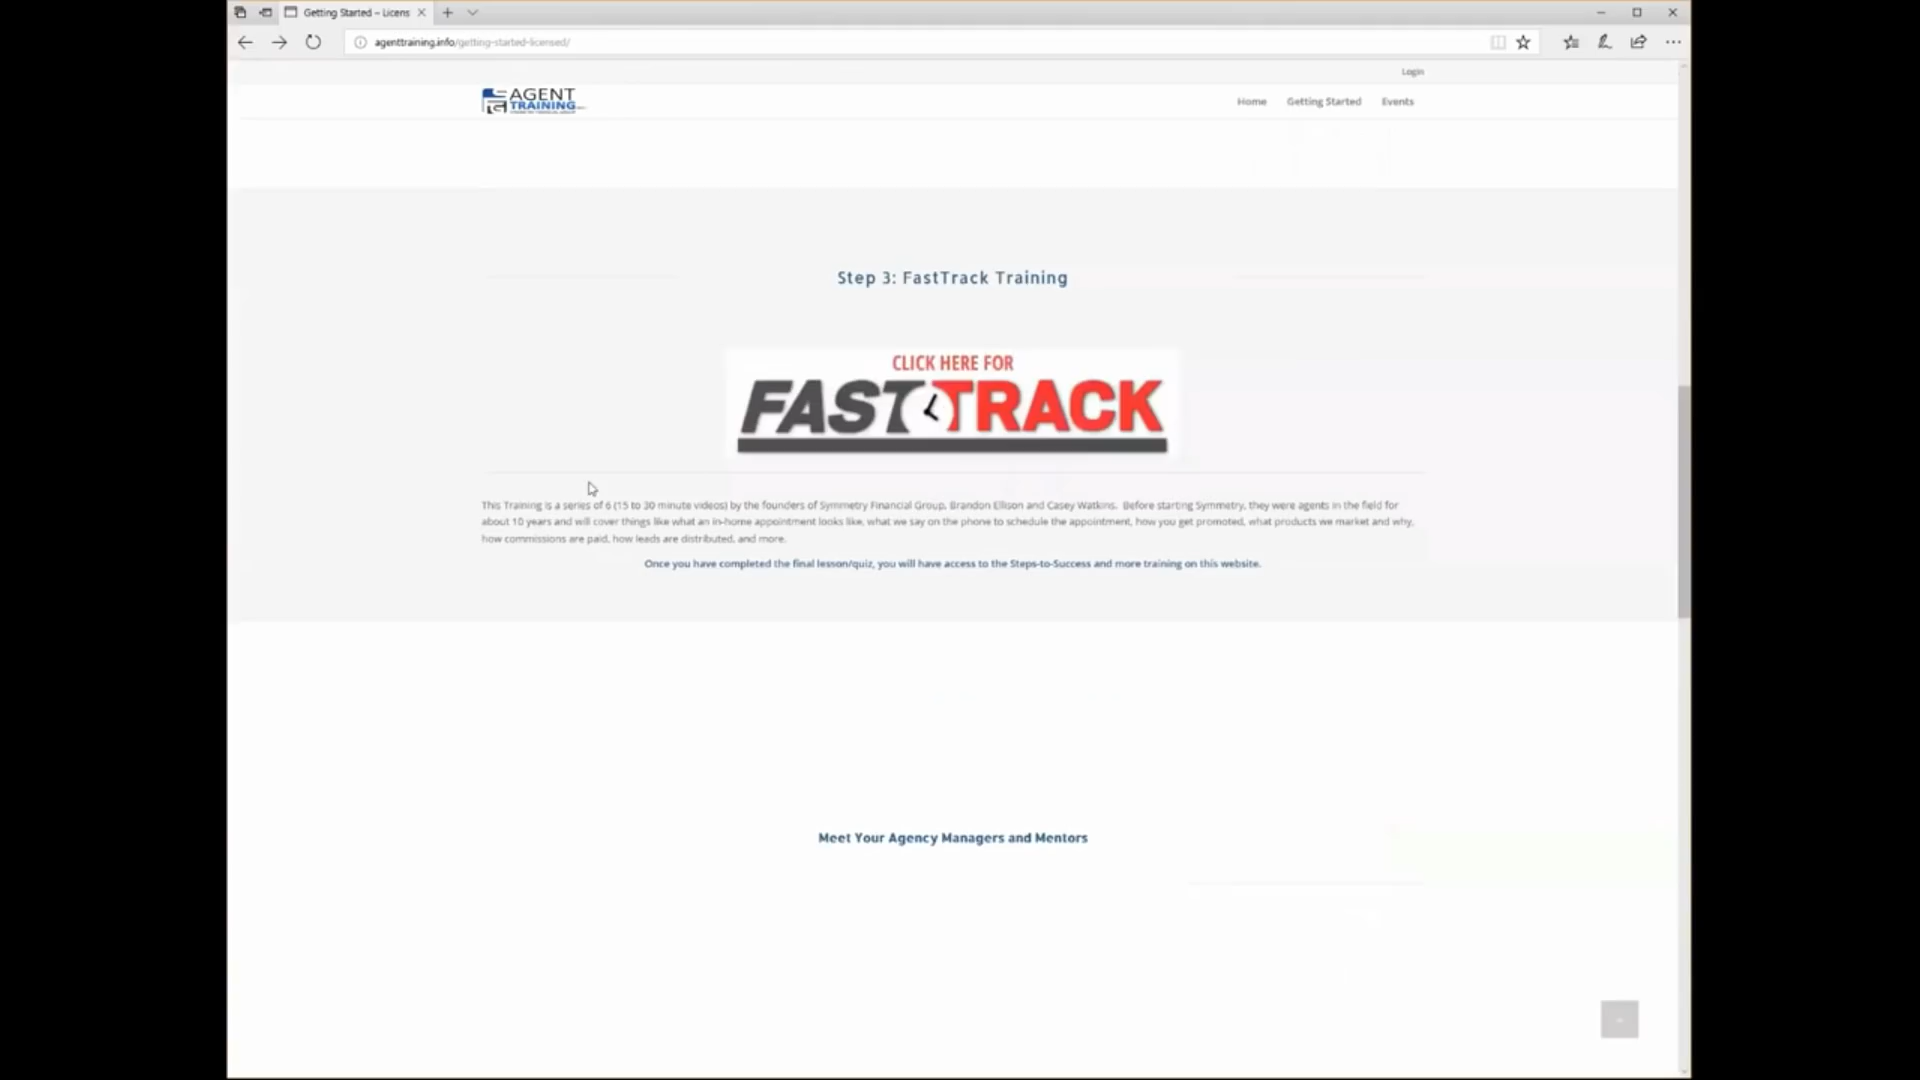 Getting Started – Licens
agenttraining.info/getting-started-licensed/
Login
AGENT
TRAINING
Home Getting Started Events
Step 3: FastTrack Training
CLICK HERE FOR
FAST TRACK
This Training is a series of 6 (15 to 30 minute videos) by the founders of Symmetry Financial Group, Brandon Ellison and Casey Watkins. Before starting Symmetry, they were agents in the field for
about 10 years and will cover things like what an in-home appointment looks like, what we say on the phone to schedule the appointment, how you get promoted, what products we market and why,
how commissions are paid, how leads are distributed, and more.
Once you have completed the final lesson/quiz, you will have access to the Steps-to-Success and more training on this website.
Meet Your Agency Managers and Mentors